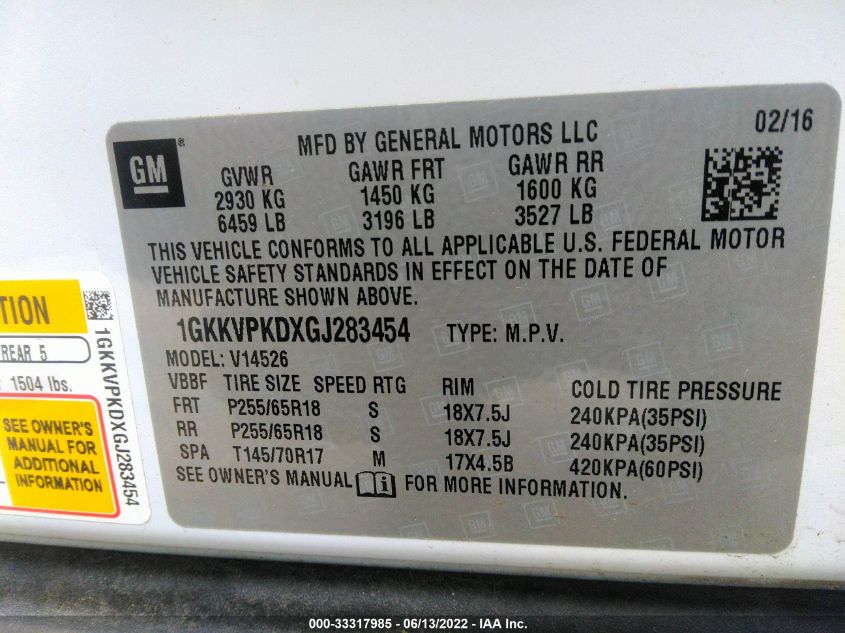 02/16
MFD BY GENERAL MOTORS LLC
GM®
GVWR GAWR FRT GAWR RR
2930 KG 1450 KG 1600 KG
6459 LB 3196 LB 3527 LB
THIS VEHICLE CONFORMS TO ALL APPLICABLE U.S. FEDERAL MOTOR
VEHICLE SAFETY STANDARDS IN EFFECT ON THE DATE OF
MANUFACTURE SHOWN ABOVE.
1GKKVPKDXGJ283454 TYPE: M.P.V.
MODEL: V14526
VBBF TIRE SIZE SPEED RTG RIM COLD TIRE PRESSURE
FRT P255/65R18 S 18X7.5J 240KPA(35PSI)
RR P255/65R18 S 18X7.5J 240KPA(35PSI)
SPA T145/70R17 M 17X4.5B 420KPA(60PSI)
SEE OWNER'S MANUAL FOR MORE INFORMATION.
REAR 5
1504 lbs.
SEE OWNER'S
MANUAL FOR
ADDITIONAL
INFORMATION
1GKKVPKDXGJ283454
000-33317985 - 06/13/2022 - IAA Inc.